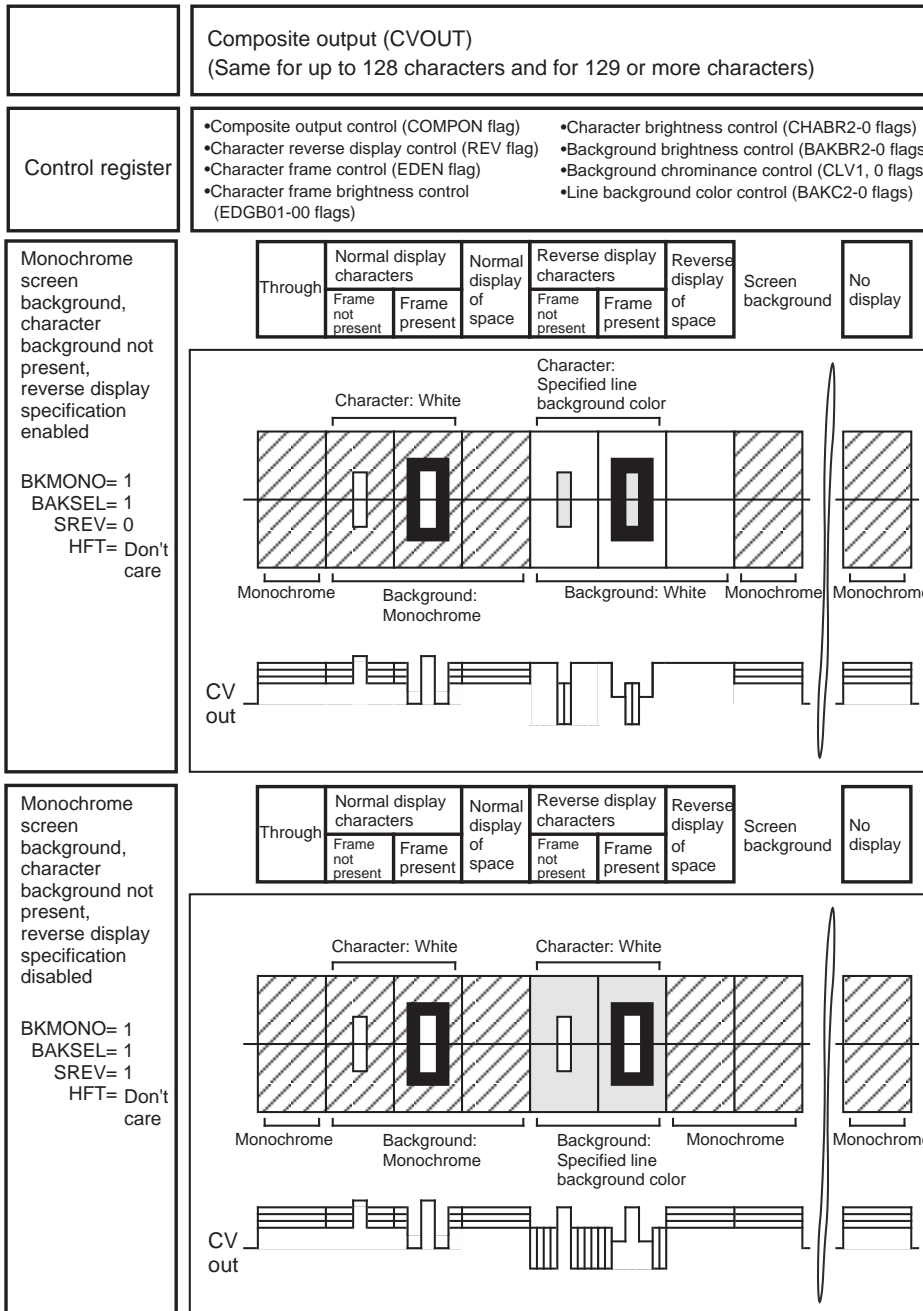 Composite output (CVOUT)
(Same for up to 128 characters and for 129 or more characters)
Control register
•Composite output control (COMPON flag)
•Character reverse display control (REV flag)
•Character frame control (EDEN flag)
•Character frame brightness control
(EDGB01-00 flags)
•Character brightness control (CHABR2-0 flags)
•Background brightness control (BAKBR2-0 flags
•Background chrominance control (CLV1, 0 flags
•Line background color control (BAKC2-0 flags)
Monochrome
screen
background,
character
background not
present,
reverse display
specification
enabled
BKMONO= 1
BAKSEL= 1
SREV= 0
HFT= Don't
care
Through
Normal display
characters
Frame
not
present
Frame
present
Normal
display
of
space
Reverse display
characters
Frame
not
present
Frame
present
Reverse
display
of
space
Screen
background
No
display
Character: White
Character:
Specified line
background color
Monochrome
Background:
Monochrome
Background: White
Monochrome
Monochrome
CV
out
Monochrome
screen
background,
character
background not
present,
reverse display
specification
disabled
BKMONO= 1
BAKSEL= 1
SREV= 1
HFT= Don't
care
Through
Normal display
characters
Frame
not
present
Frame
present
Normal
display
of
space
Reverse display
characters
Frame
not
present
Frame
present
Reverse
display
of
space
Screen
background
No
display
Character: White
Character: White
Monochrome
Background:
Monochrome
Background:
Specified line
background color
Monochrome
Monochrome
CV
out